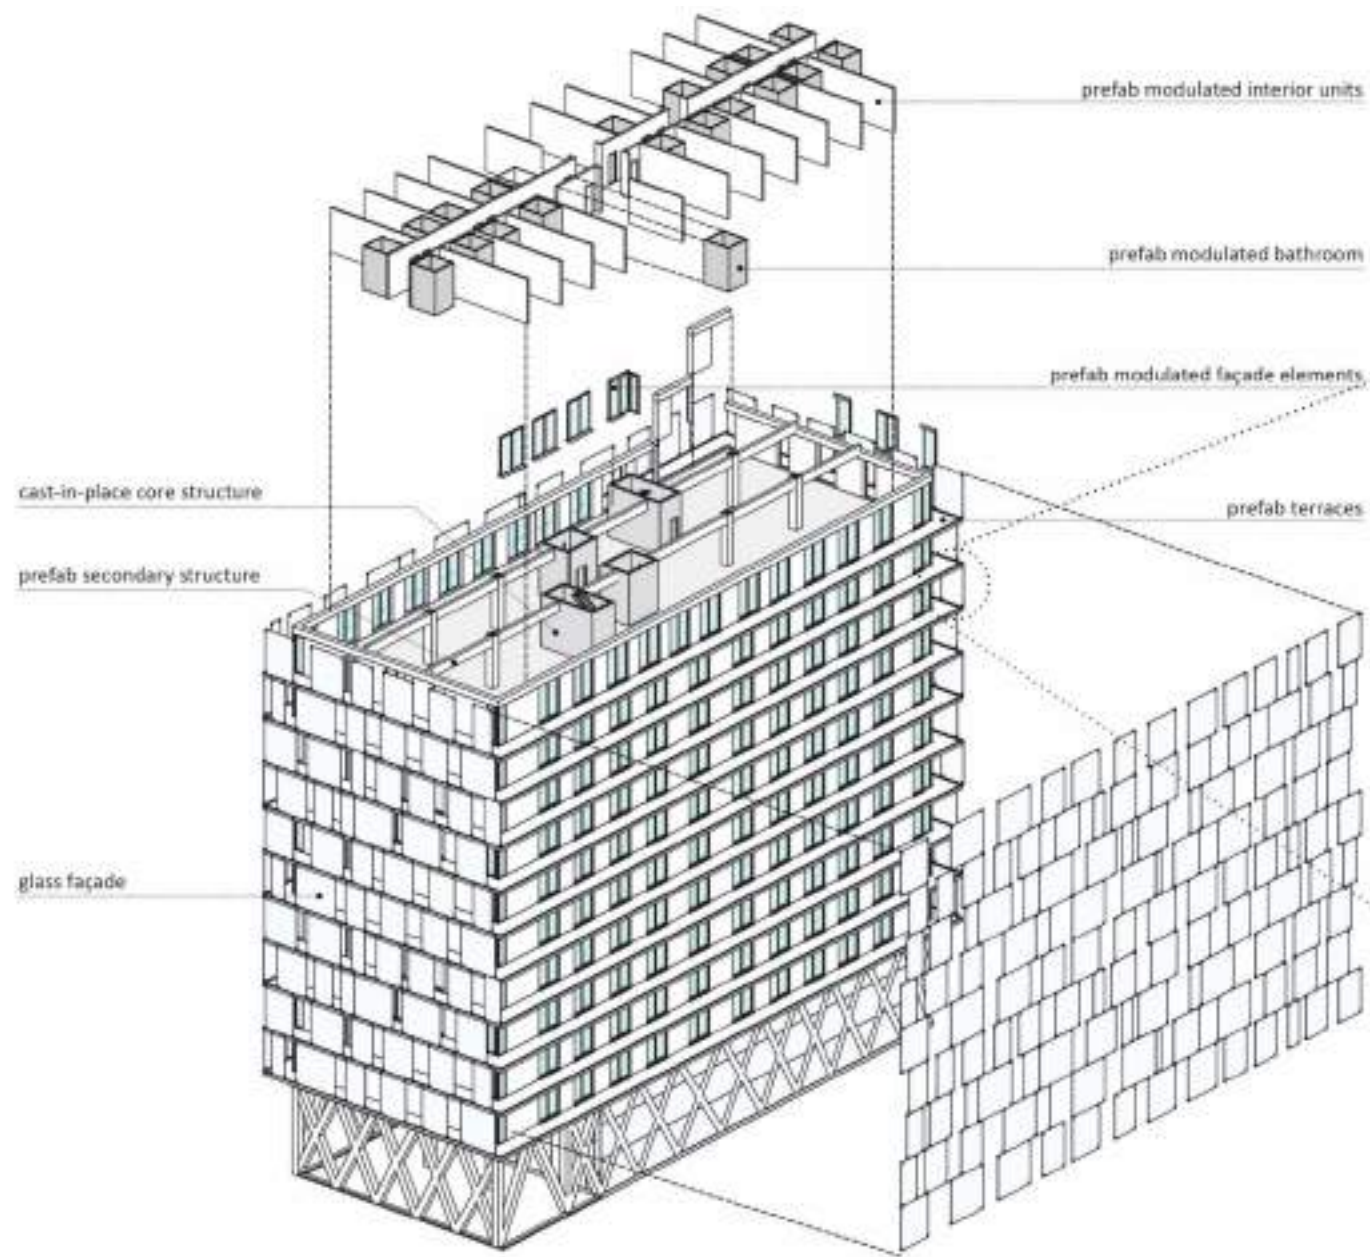 prefab modulated interior units
prefab modulated bathroom
prefab modulated façade elements
cast-in-place core structure
prefab terraces
prefab secondary structure
glass façade